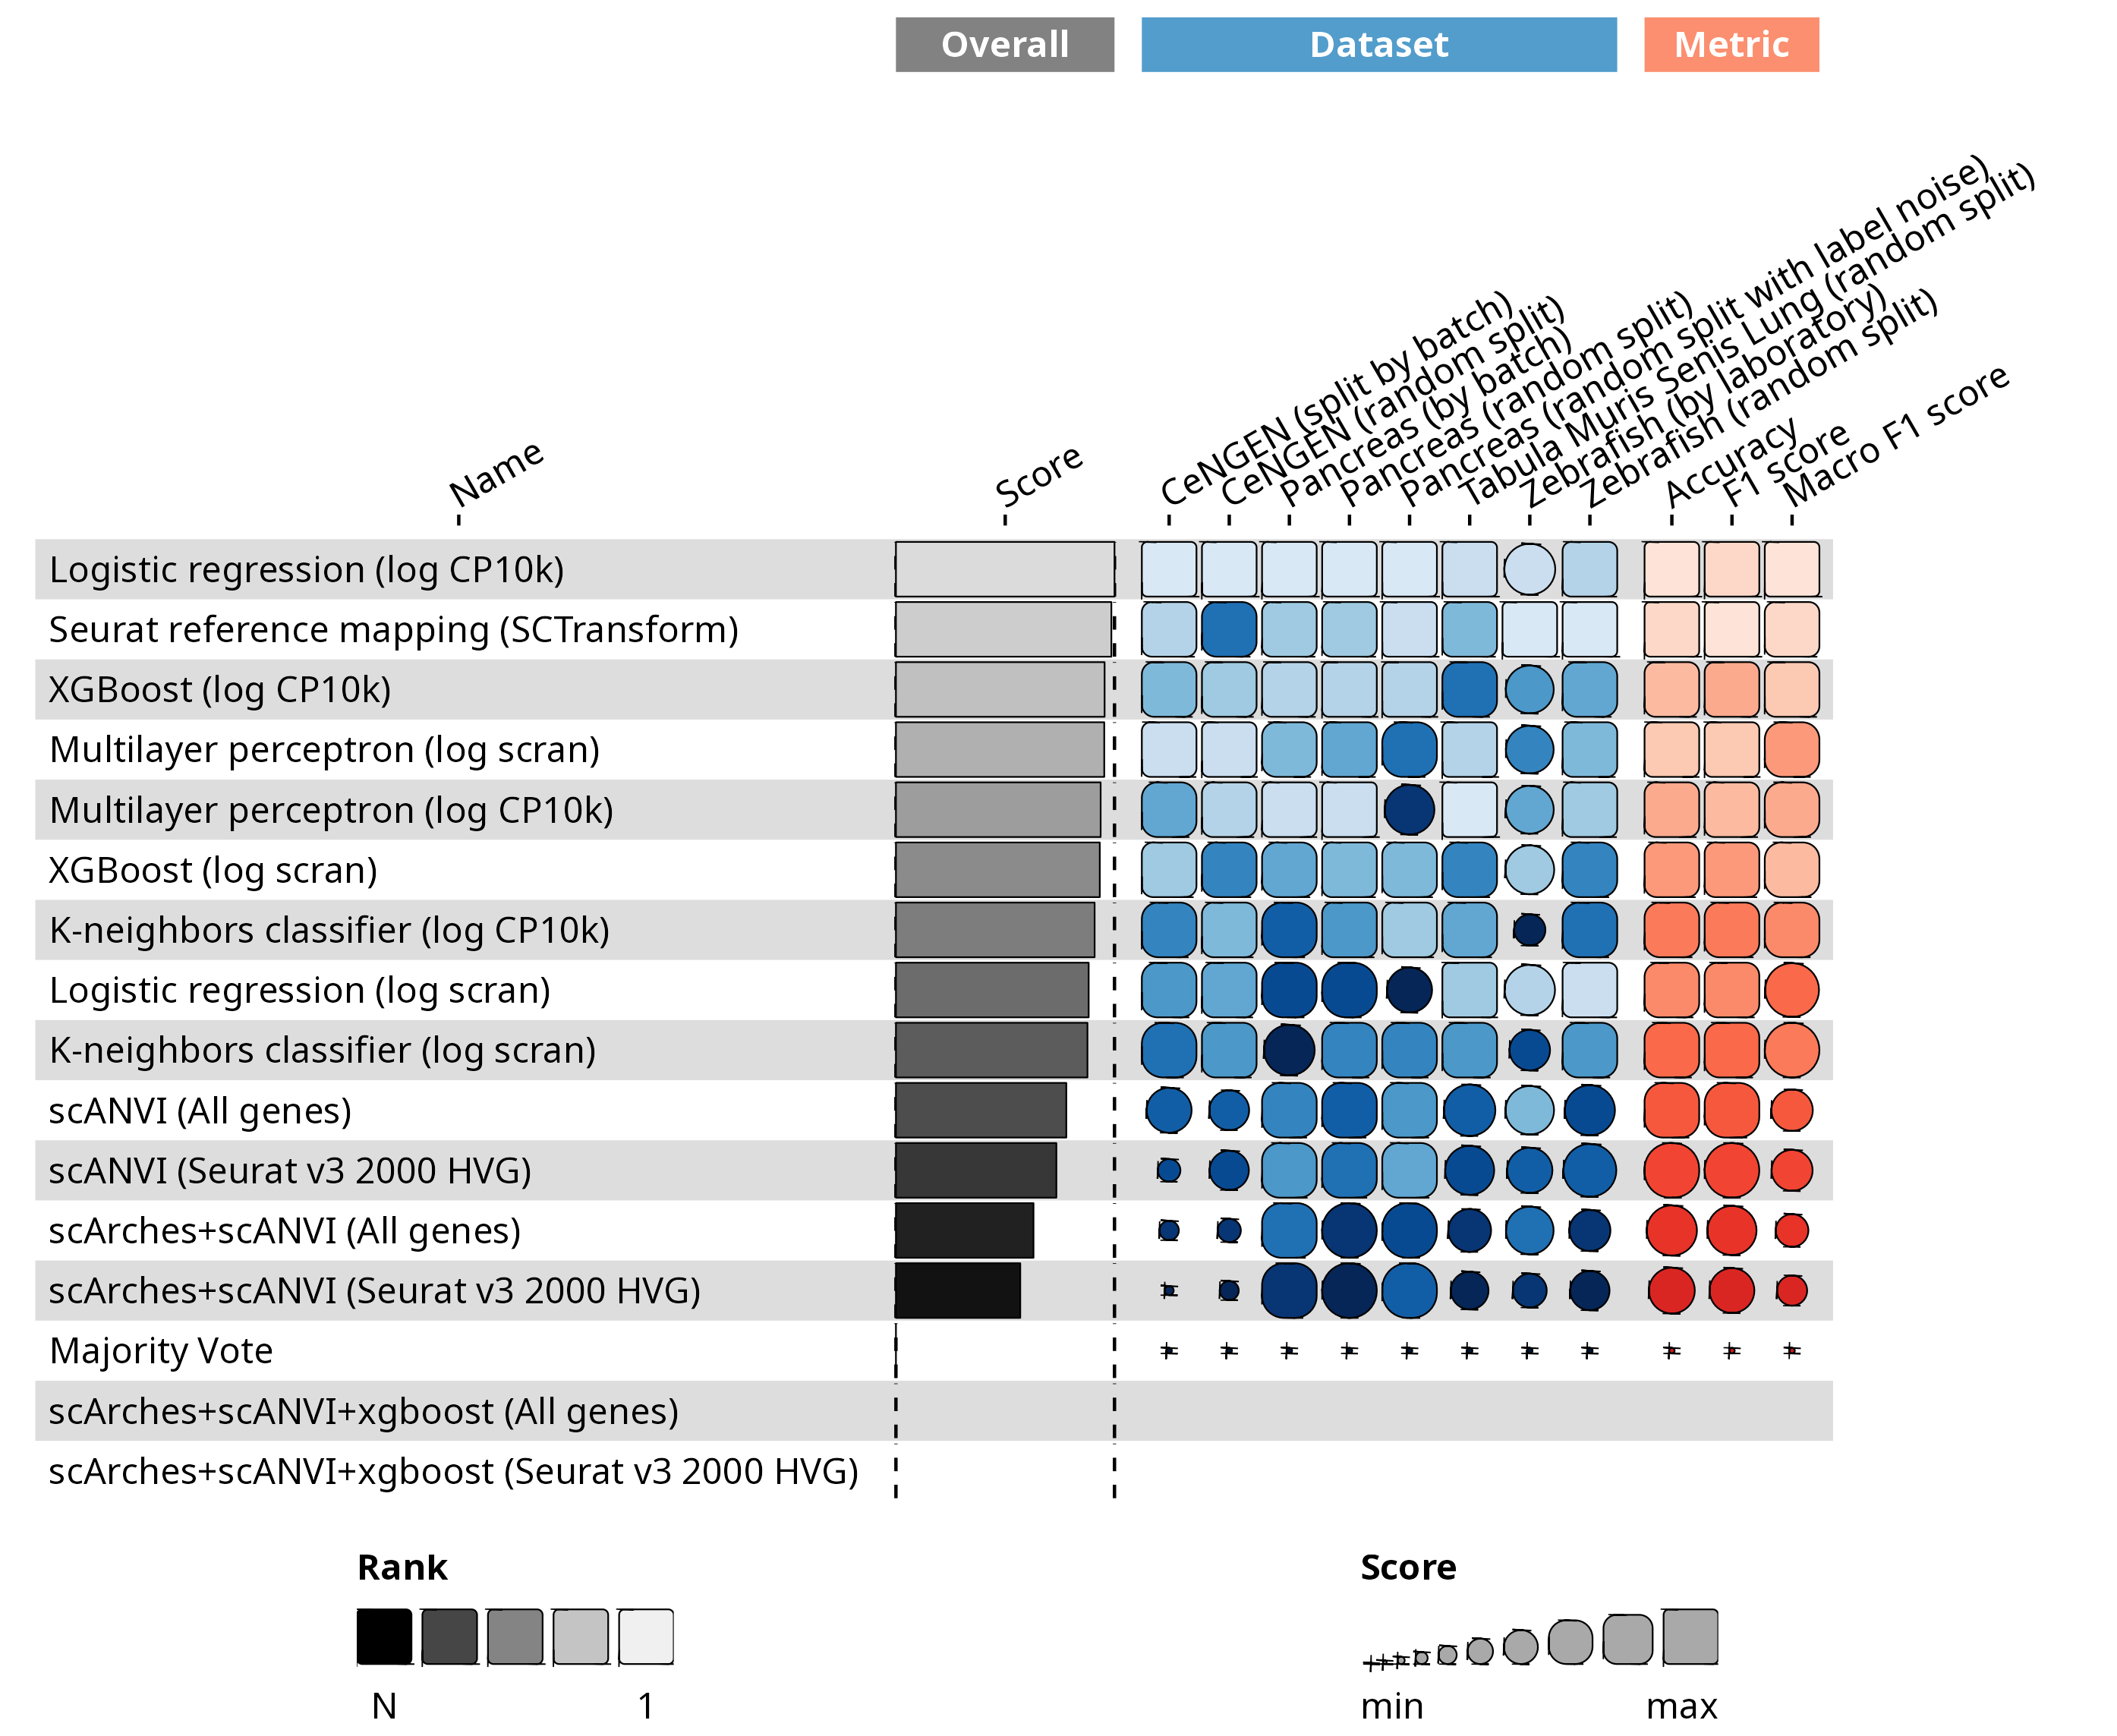 Overall Dataset Metric
Name
Score
CeNGEN (split by batch)
CeNGEN (random split)
Pancreas (by batch)
Pancreas (random split)
Pancreas (random split with label noise)
Tabula Muris Senis Lung (random split)
Zebrafish (by laboratory)
Zebrafish (random split)
Accuracy
F1 score
Macro F1 score
Logistic regression (log CP10k)
Seurat reference mapping (SCTransform)
XGBoost (log CP10k)
Multilayer perceptron (log scran)
Multilayer perceptron (log CP10k)
XGBoost (log scran)
K-neighbors classifier (log CP10k)
Logistic regression (log scran)
K-neighbors classifier (log scran)
scANVI (All genes)
scANVI (Seurat v3 2000 HVG)
scArches+scANVI (All genes)
scArches+scANVI (Seurat v3 2000 HVG)
Majority Vote
scArches+scANVI+xgboost (All genes)
scArches+scANVI+xgboost (Seurat v3 2000 HVG)
Rank
N 1
Score
min max